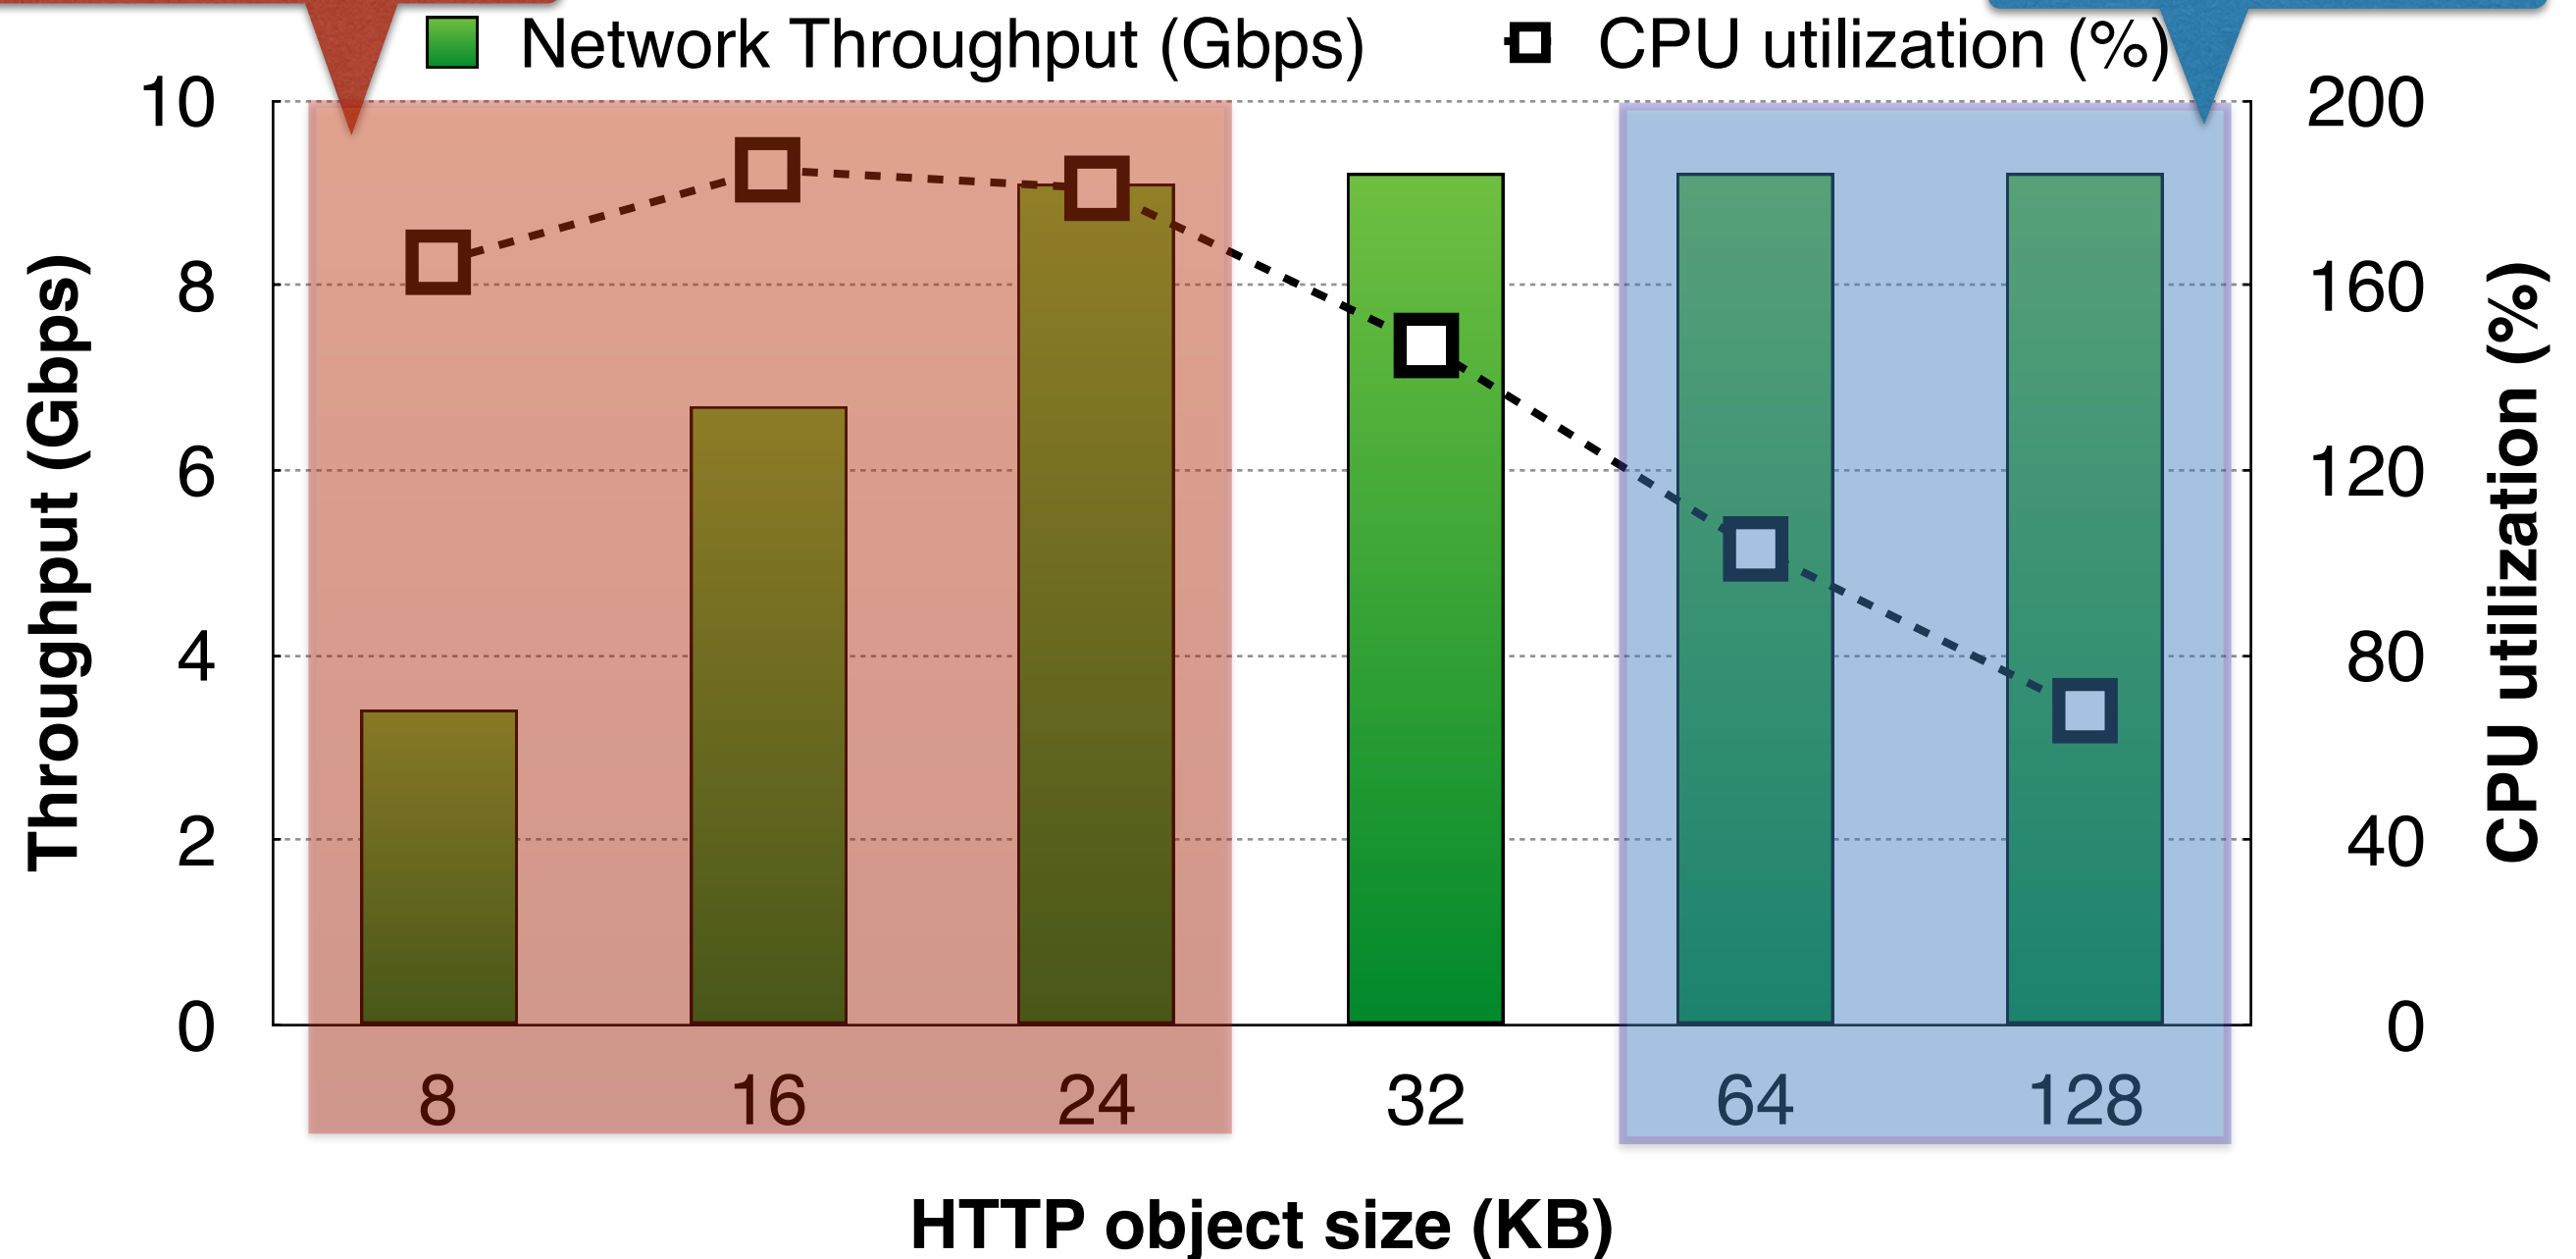 Network Throughput (Gbps)
CPU utilization (%)
10
8
6
4
2
0
Throughput (Gbps)
200
160
120
80
40
0
CPU utilization (%)
8 16 24 32 64 128
HTTP object size (KB)